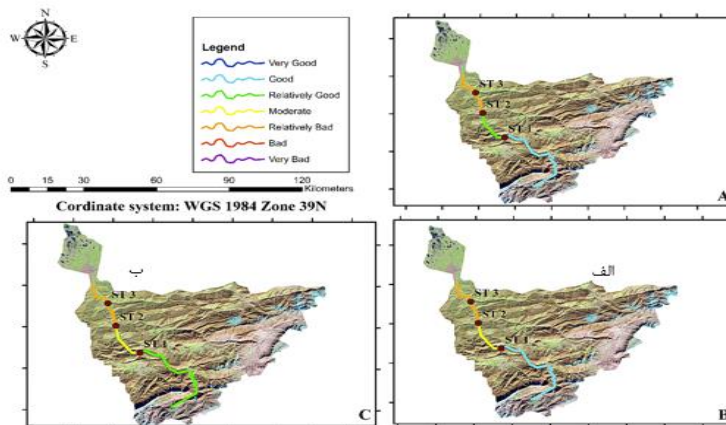 N
W E
S
Legend
Very Good
Good
Relatively Good
Moderate
Relatively Bad
Bad
Very Bad
0 15 30 60 90 120
Kilometers
Cordinate system: WGS 1984 Zone 39N
ST 3
ST 2
ST 1
A
ب
ST 3
ST 2
ST 1
C
الف
ST 3
ST 2
ST 1
B